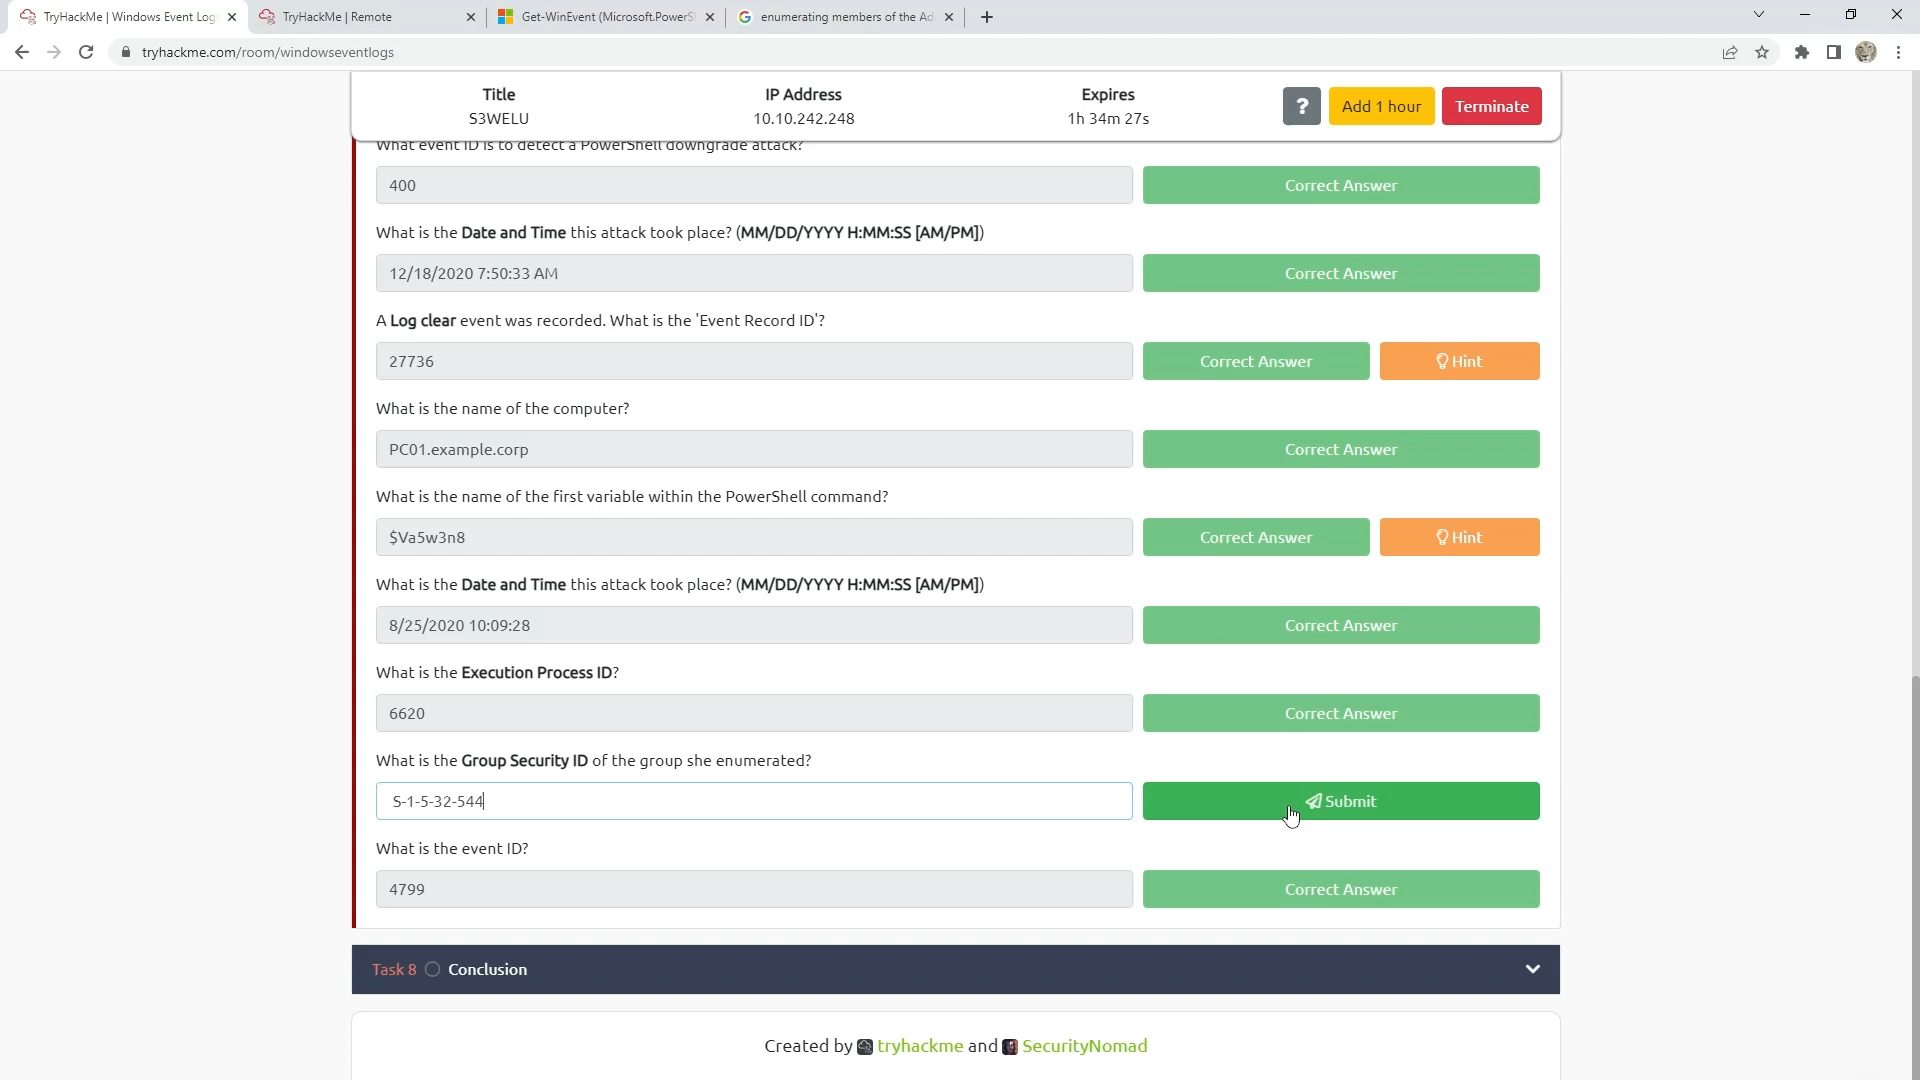 TryHackMe | Windows Event Log
TryHackMe | Remote
Get-WinEvent (Microsoft.PowerS
enumerating members of the Ad
tryhackme.com/room/windowseventlogs
Title
S3WELU
IP Address
10.10.242.248
Expires
1h 34m 27s
?
Add 1 hour
Terminate
What event ID is to detect a PowerShell downgrade attack?
400
Correct Answer
What is the Date and Time this attack took place? (MM/DD/YYYY H:MM:SS [AM/PM])
12/18/2020 7:50:33 AM
Correct Answer
A Log clear event was recorded. What is the 'Event Record ID'?
27736
Correct Answer
Hint
What is the name of the computer?
PC01.example.corp
Correct Answer
What is the name of the first variable within the PowerShell command?
$Va5w3n8
Correct Answer
Hint
What is the Date and Time this attack took place? (MM/DD/YYYY H:MM:SS [AM/PM])
8/25/2020 10:09:28
Correct Answer
What is the Execution Process ID?
6620
Correct Answer
What is the Group Security ID of the group she enumerated?
S-1-5-32-544
Submit
What is the event ID?
4799
Correct Answer
Task 8 Conclusion
Created by tryhackme and SecurityNomad